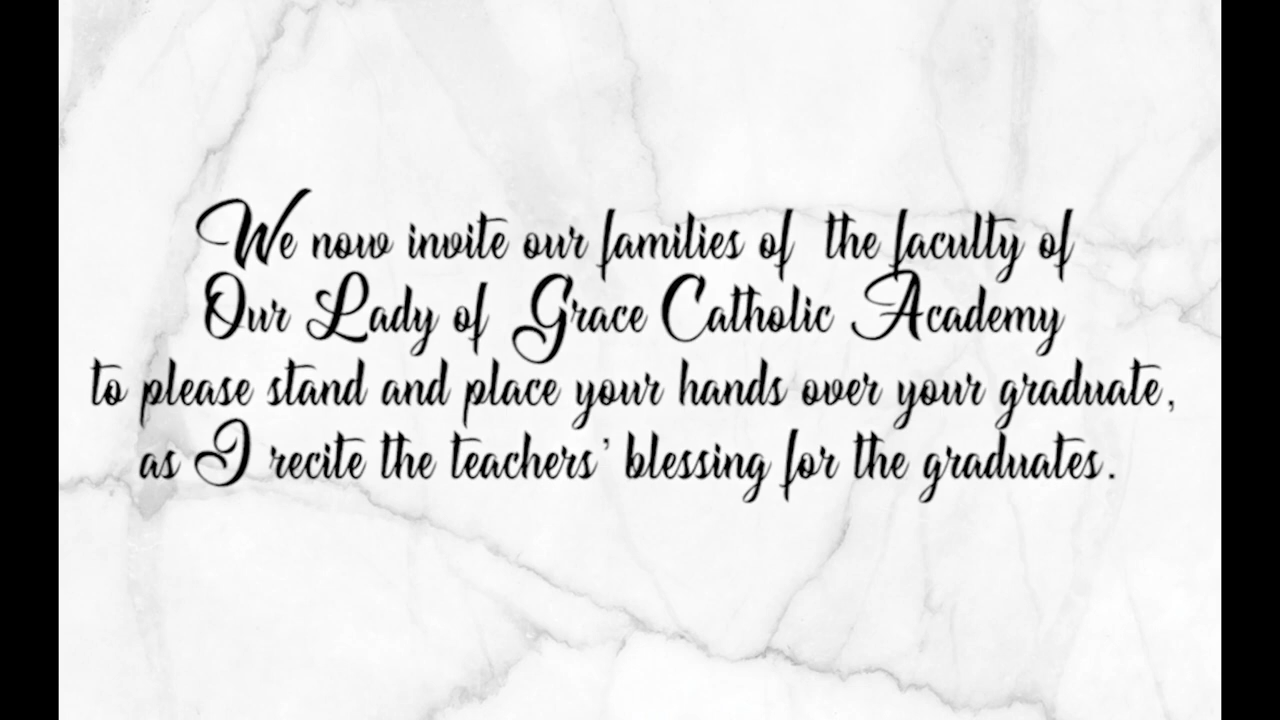 We now invite our families of the faculty of
Our Lady of Grace Catholic Academy
to please stand and place your hands over your graduate,
as I recite the teachers' blessing for the graduates.